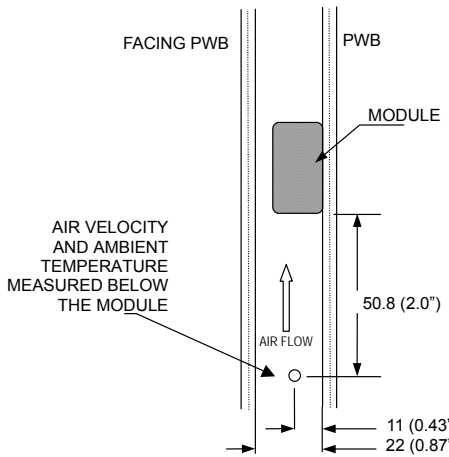 FACING PWB
PWB
MODULE
AIR VELOCITY
AND AMBIENT
TEMPERATURE
MEASURED BELOW
THE MODULE
50.8 (2.0")
AIR FLOW
11 (0.43"
22 (0.87"